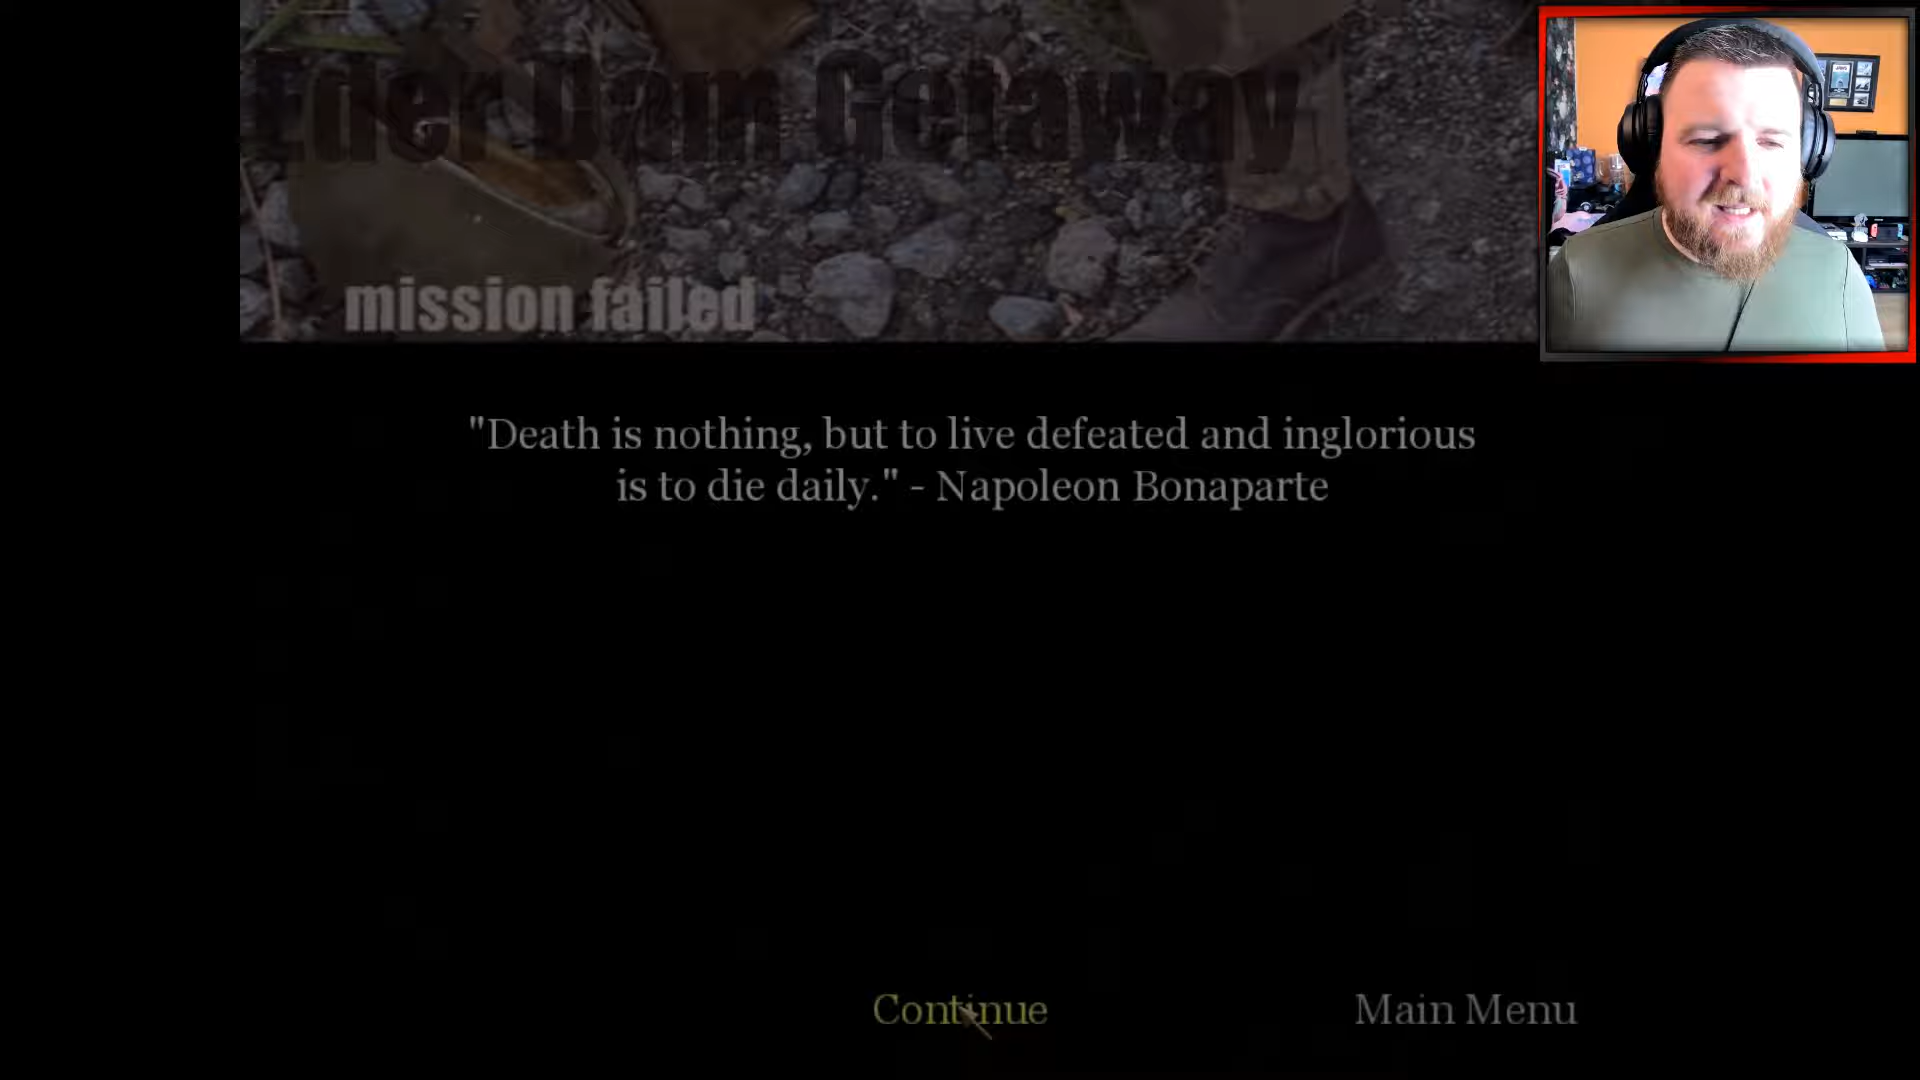 Eder Dam Getaway
mission failed
"Death is nothing, but to live defeated and inglorious
is to die daily." - Napoleon Bonaparte
Continue
Main Menu